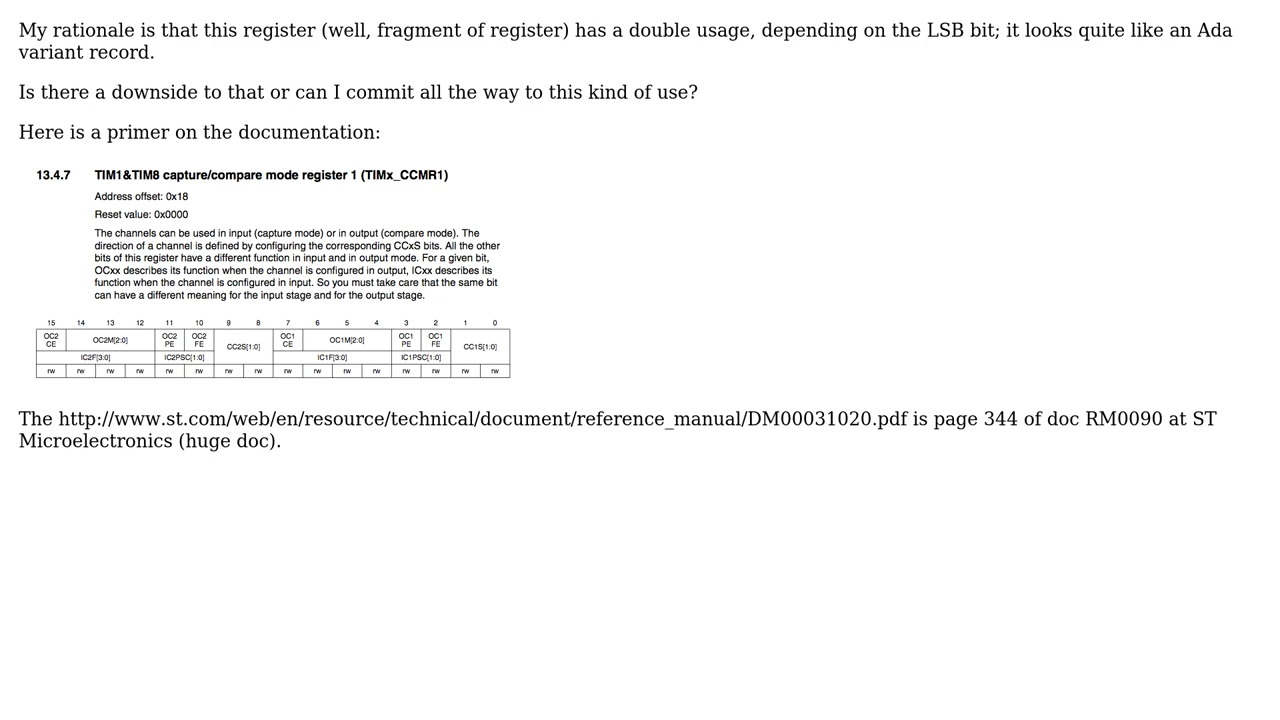 My rationale is that this register (well, fragment of register) has a double usage, depending on the LSB bit; it looks quite like an Ada
variant record.
Is there a downside to that or can I commit all the way to this kind of use?
Here is a primer on the documentation:
13.4.7 TIM1&TIM8 capture/compare mode register 1 (TIMx_CCMR1)
Address offset: 0x18
Reset value: 0x0000
The channels can be used in input (capture mode) or in output (compare mode). The
direction of a channel is defined by configuring the corresponding CCxS bits. All the other
bits of this register have a different function in input and in output mode. For a given bit,
OCxx describes its function when the channel is configured in output, ICxx describes its
function when the channel is configured in input. So you must take care that the same bit
can have a different meaning for the input stage and for the output stage.
15 14 13 12 11 10 9 8 7 6 5 4 3 2 1 0
OC2 CE OC2M[2:0] OC2 PE OC2 FE CC2S[1:0] OC1 CE OC1M[2:0] OC1 PE OC1 FE CC1S[1:0]
IC2F[3:0] IC2PSC[1:0] IC1F[3:0] IC1PSC[1:0]
rw rw rw rw rw rw rw rw rw rw rw rw rw rw rw rw
The http://www.st.com/web/en/resource/technical/document/reference_manual/DM00031020.pdf is page 344 of doc RM0090 at ST
Microelectronics (huge doc).